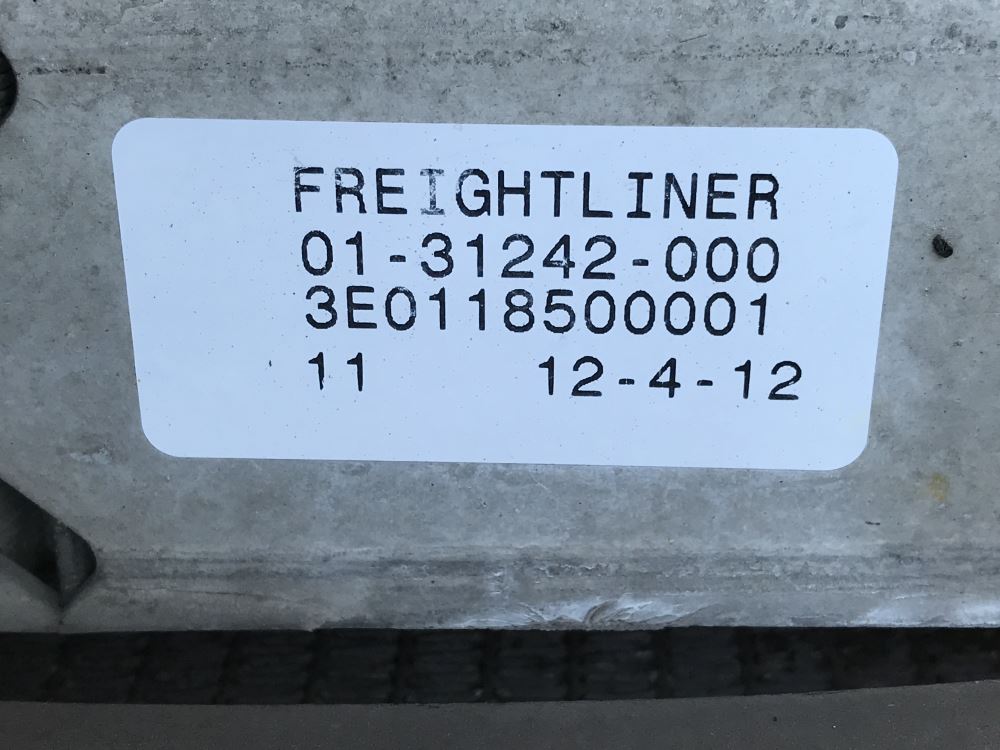 FREIGHTLINER
01-31242-000
3E0118500001
11 12-4-12